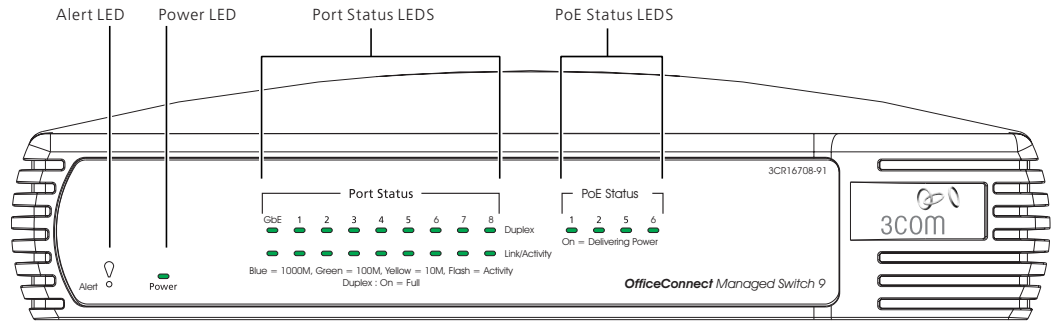 Alert LED Power LED Port Status LEDS PoE Status LEDS
3CR16708-91
Port Status PoE Status
GbE 1 2 3 4 5 6 7 8 Duplex 1 2 5 6
On = Delivering Power
Link/Activity
Blue = 1000M, Green = 100M, Yellow = 10M, Flash = Activity
Duplex : On = Full
3COM
Alert Power OfficeConnect Managed Switch 9